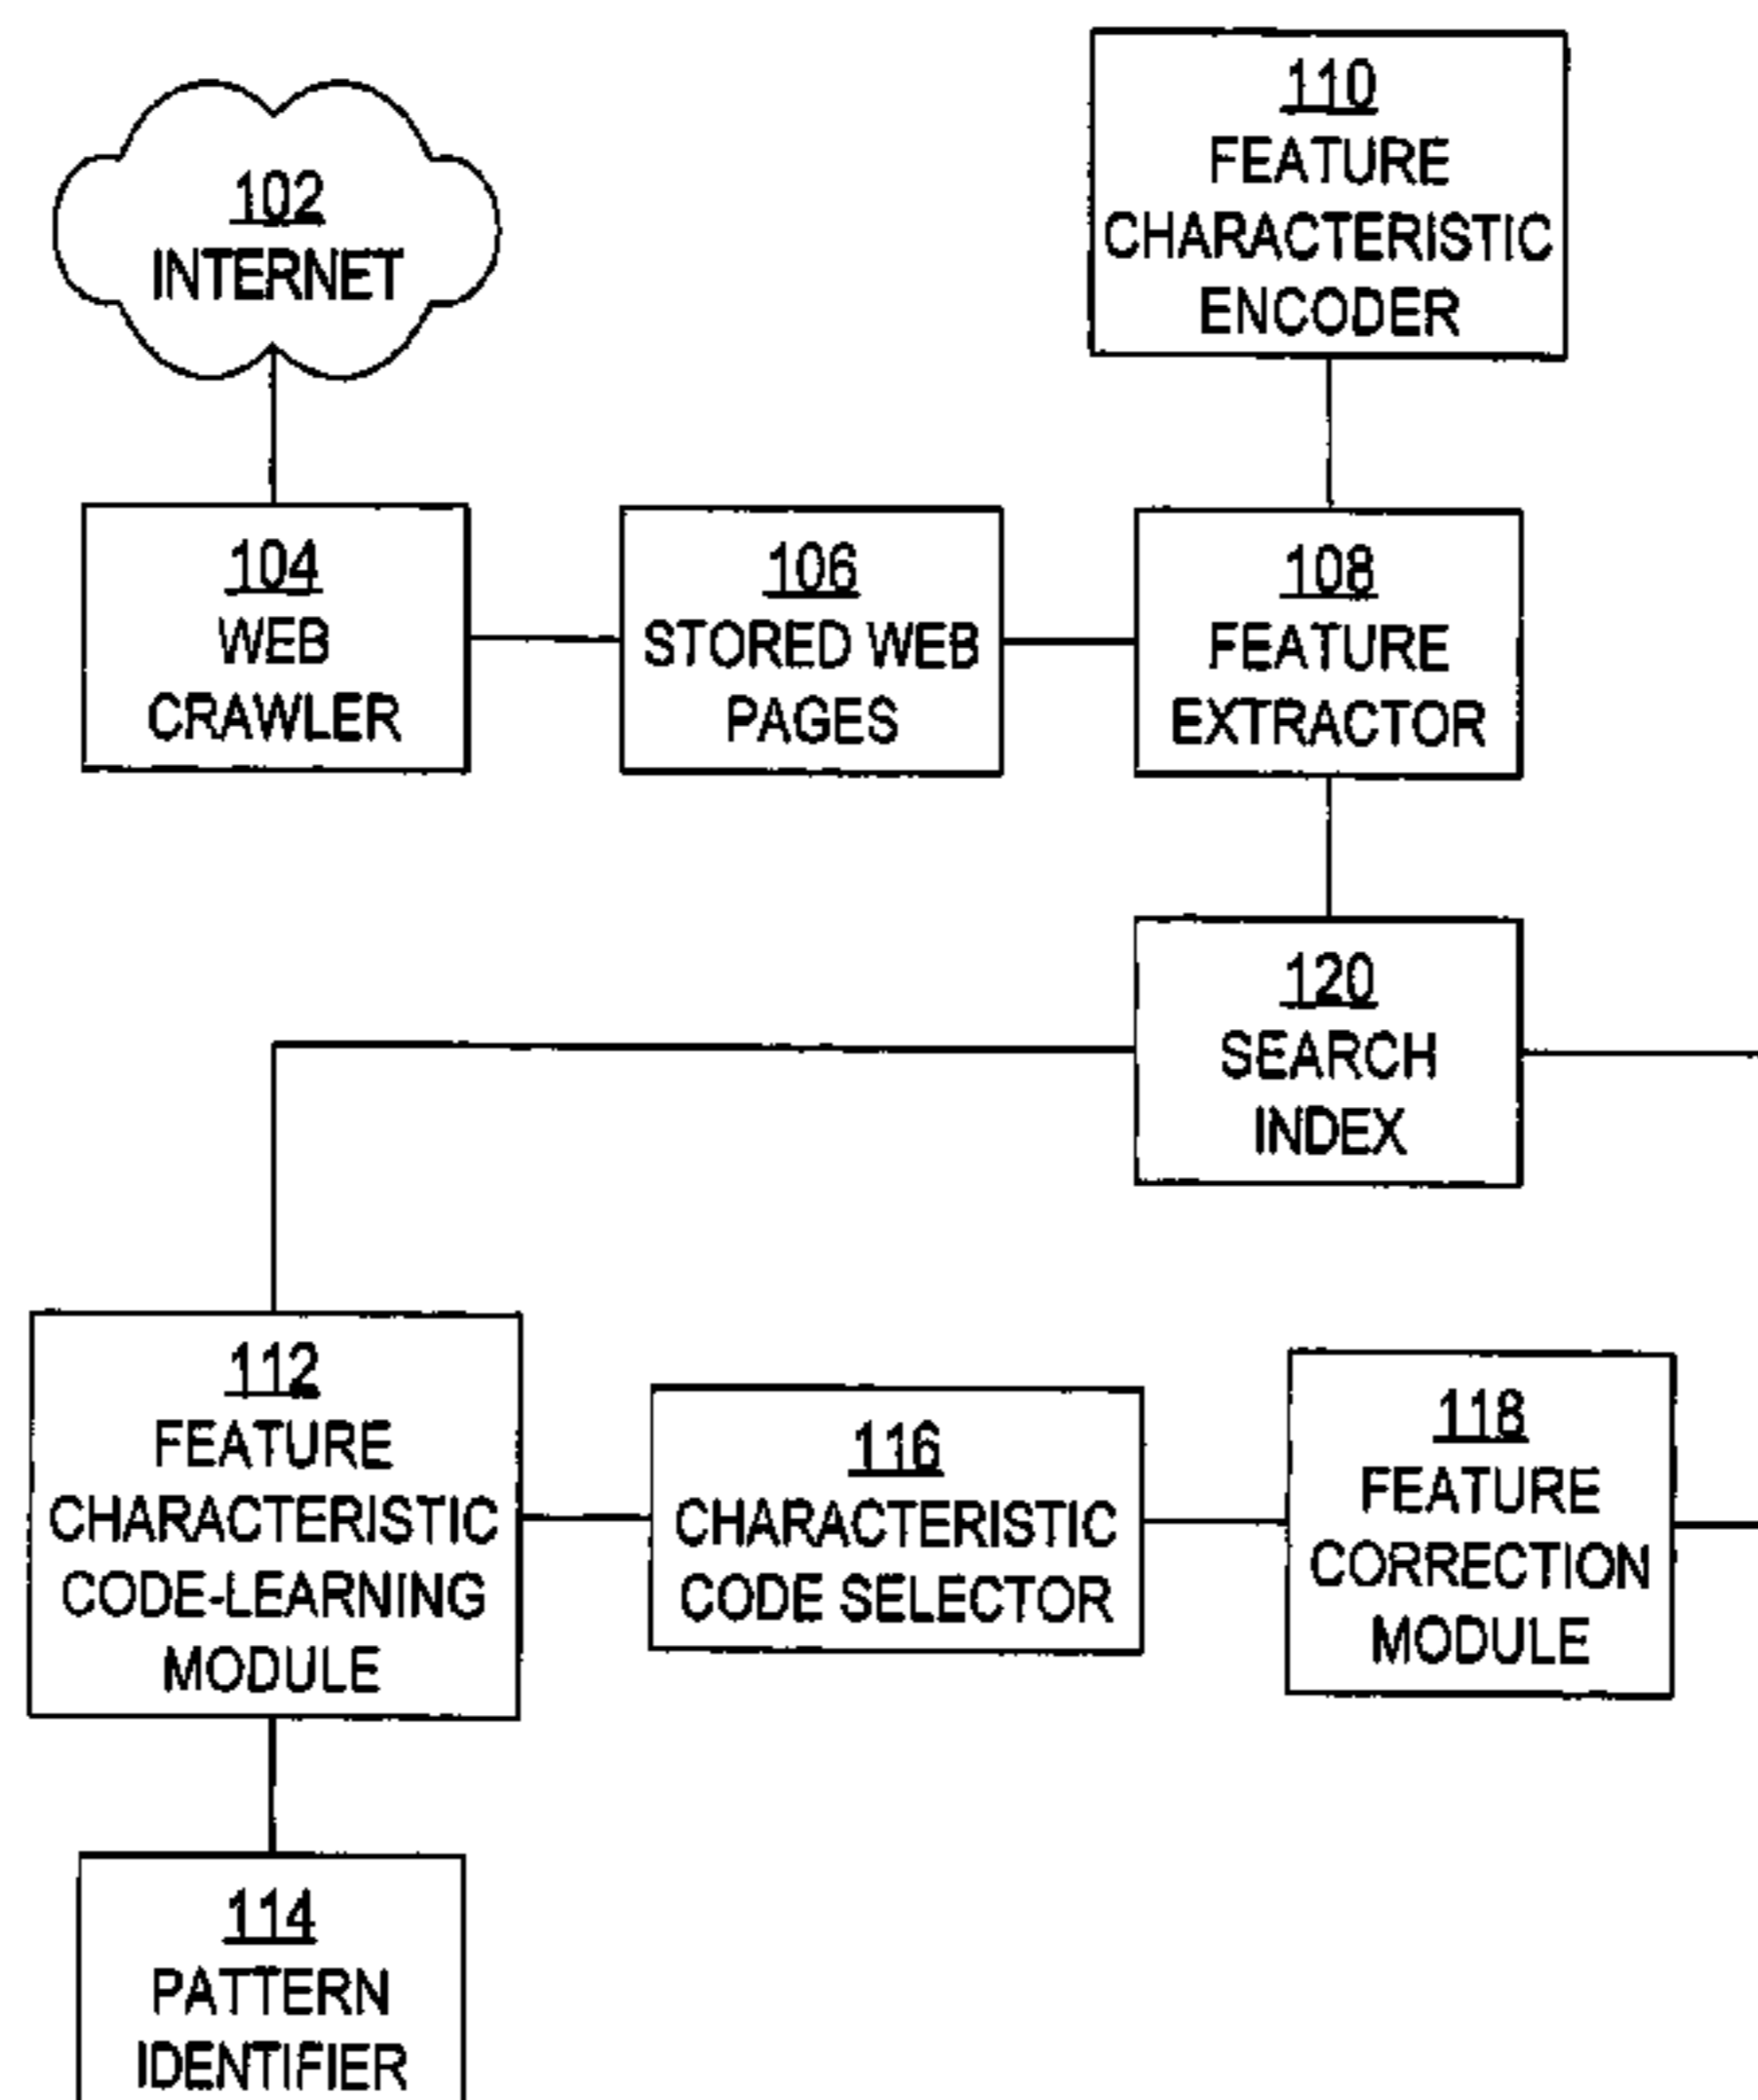 102
INTERNET
110
FEATURE
CHARACTERISTIC
ENCODER
104
WEB
CRAWLER
106
STORED WEB
PAGES
108
FEATURE
EXTRACTOR
120
SEARCH
INDEX
112
FEATURE
CHARACTERISTIC
CODE-LEARNING
MODULE
116
CHARACTERISTIC
CODE SELECTOR
118
FEATURE
CORRECTION
MODULE
114
PATTERN
IDENTIFIER